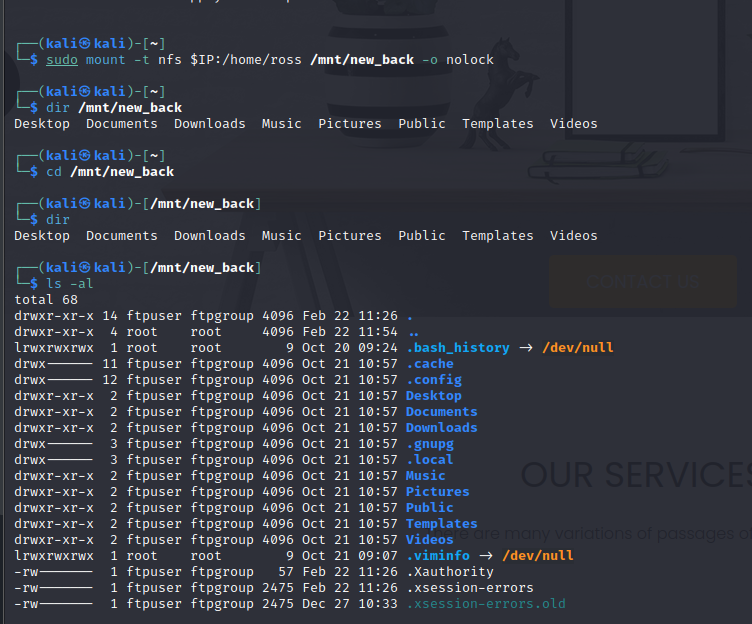 ┌──(kali㉿kali)-[~]
└─$ sudo mount -t nfs $IP:/home/ross /mnt/new_back -o nolock
┌──(kali㉿kali)-[~]
└─$ dir /mnt/new_back
Desktop  Documents  Downloads  Music  Pictures  Public  Templates  Videos
┌──(kali㉿kali)-[~]
└─$ cd /mnt/new_back
┌──(kali㉿kali)-[/mnt/new_back]
└─$ dir
Desktop  Documents  Downloads  Music  Pictures  Public  Templates  Videos
┌──(kali㉿kali)-[/mnt/new_back]
└─$ ls -al
total 68
drwxr-xr-x 14 ftpuser ftpgroup 4096 Feb 22 11:26 .
drwxr-xr-x  4 root    root     4096 Feb 22 11:54 ..
lrwxrwxrwx  1 root    root        9 Oct 20 09:24 .bash_history -> /dev/null
drwx------ 11 ftpuser ftpgroup 4096 Oct 21 10:57 .cache
drwx------ 12 ftpuser ftpgroup 4096 Oct 21 10:57 .config
drwxr-xr-x  2 ftpuser ftpgroup 4096 Oct 21 10:57 Desktop
drwxr-xr-x  2 ftpuser ftpgroup 4096 Oct 21 10:57 Documents
drwxr-xr-x  2 ftpuser ftpgroup 4096 Oct 21 10:57 Downloads
drwx------  3 ftpuser ftpgroup 4096 Oct 21 10:57 .gnupg
drwx------  3 ftpuser ftpgroup 4096 Oct 21 10:57 .local
drwxr-xr-x  2 ftpuser ftpgroup 4096 Oct 21 10:57 Music
drwxr-xr-x  2 ftpuser ftpgroup 4096 Oct 21 10:57 Pictures
drwxr-xr-x  2 ftpuser ftpgroup 4096 Oct 21 10:57 Public
drwxr-xr-x  2 ftpuser ftpgroup 4096 Oct 21 10:57 Templates
drwxr-xr-x  2 ftpuser ftpgroup 4096 Oct 21 10:57 Videos
lrwxrwxrwx  1 root    root        9 Oct 21 09:07 .viminfo -> /dev/null
-rw-------  1 ftpuser ftpgroup   57 Feb 22 11:26 .Xauthority
-rw-------  1 ftpuser ftpgroup 2475 Feb 22 11:26 .xsession-errors
-rw-------  1 ftpuser ftpgroup 2475 Dec 27 10:33 .xsession-errors.old
CONTACT US
OUR SERVICES
are many variations of passages of